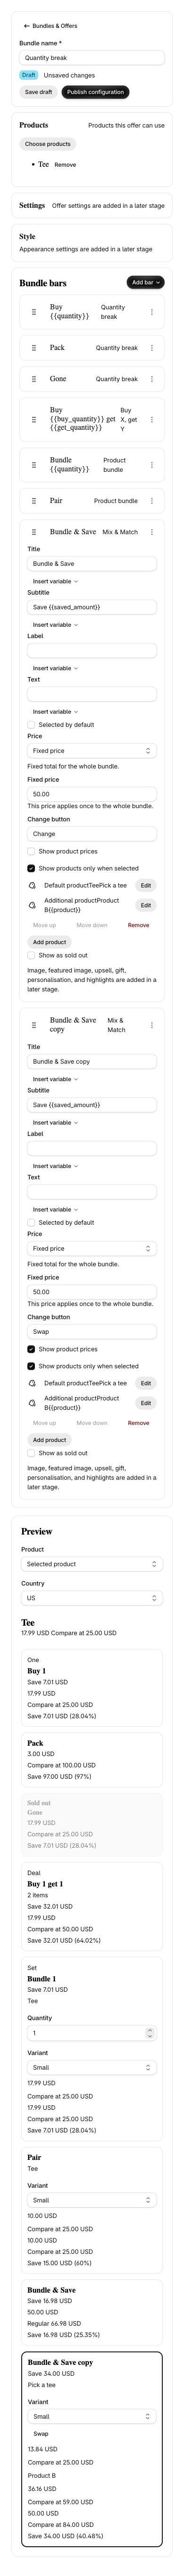 ← Bundles & Offers
Bundle name *
Quantity break
Draft Unsaved changes
Save draft Publish configuration
Products Products this offer can use
Choose products
• Tee Remove
Settings Offer settings are added in a later stage
Style
Appearance settings are added in a later stage
Bundle bars Add bar
Buy
{{quantity}}
Quantity
break
Pack Quantity break
Gone Quantity break
Buy
{{buy_quantity}} get
{{get_quantity}}
Buy
X, get
Y
Bundle
{{quantity}}
Product
bundle
Pair Product bundle
Bundle & Save Mix & Match
Title
Bundle & Save
Insert variable
Subtitle
Save {{saved_amount}}
Insert variable
Label
Insert variable
Text
Insert variable
Selected by default
Price
Fixed price
Fixed total for the whole bundle.
Fixed price
50.00
This price applies once to the whole bundle.
Change button
Change
Show product prices
Show products only when selected
Default productTeePick a tee Edit
Additional productProduct
B{{product}}
Edit
Move up Move down Remove
Add product
Show as sold out
Image, featured image, upsell, gift,
personalisation, and highlights are added in a
later stage.
Bundle & Save
copy
Mix &
Match
Title
Bundle & Save copy
Insert variable
Subtitle
Save {{saved_amount}}
Insert variable
Label
Insert variable
Text
Insert variable
Selected by default
Price
Fixed price
Fixed total for the whole bundle.
Fixed price
50.00
This price applies once to the whole bundle.
Change button
Swap
Show product prices
Show products only when selected
Default productTeePick a tee Edit
Additional productProduct
B{{product}}
Edit
Move up Move down Remove
Add product
Show as sold out
Image, featured image, upsell, gift,
personalisation, and highlights are added in a
later stage.
Preview
Product
Selected product
Country
US
Tee
17.99 USD Compare at 25.00 USD
One
Buy 1
Save 7.01 USD
17.99 USD
Compare at 25.00 USD
Save 7.01 USD (28.04%)
Pack
3.00 USD
Compare at 100.00 USD
Save 97.00 USD (97%)
Sold out
Gone
17.99 USD
Compare at 25.00 USD
Save 7.01 USD (28.04%)
Deal
Buy 1 get 1
2 items
Save 32.01 USD
17.99 USD
Compare at 50.00 USD
Save 32.01 USD (64.02%)
Set
Bundle 1
Save 7.01 USD
Tee
Quantity
1
Variant
Small
17.99 USD
Compare at 25.00 USD
17.99 USD
Compare at 25.00 USD
Save 7.01 USD (28.04%)
Pair
Tee
Variant
Small
10.00 USD
Compare at 25.00 USD
10.00 USD
Compare at 25.00 USD
Save 15.00 USD (60%)
Bundle & Save
Save 16.98 USD
50.00 USD
Regular 66.98 USD
Save 16.98 USD (25.35%)
Bundle & Save copy
Save 34.00 USD
Pick a tee
Variant
Small
Swap
13.84 USD
Compare at 25.00 USD
Product B
36.16 USD
Compare at 59.00 USD
50.00 USD
Compare at 84.00 USD
Save 34.00 USD (40.48%)